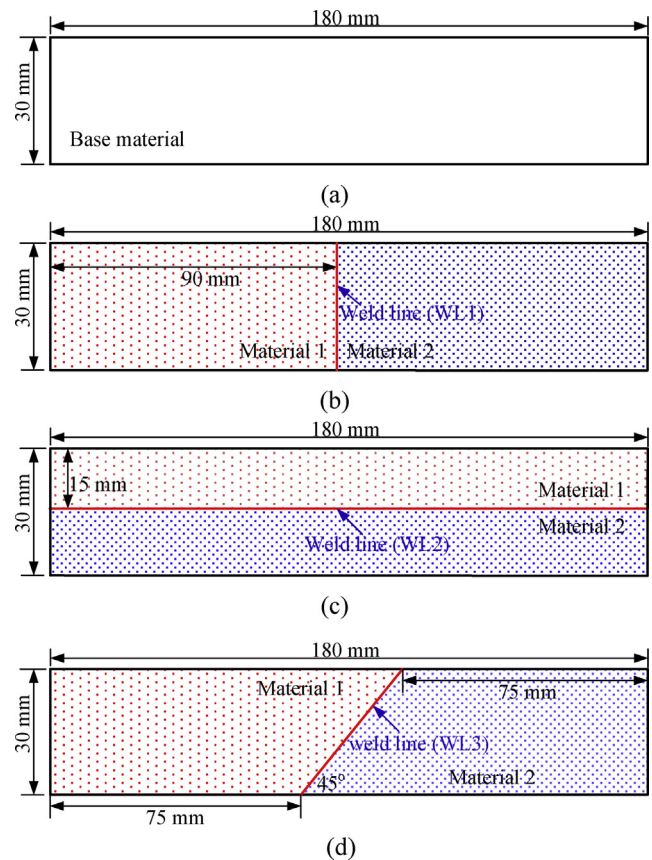 180 mm
30 mm
Base material
(a)
180 mm
30 mm
90 mm
Weld line (WL1)
Material 1
Material 2
(b)
180 mm
30 mm
15 mm
Material 1
Material 2
Weld line (WL2)
(c)
180 mm
30 mm
Material 1
75 mm
weld line (WL3)
45°
Material 2
75 mm
(d)